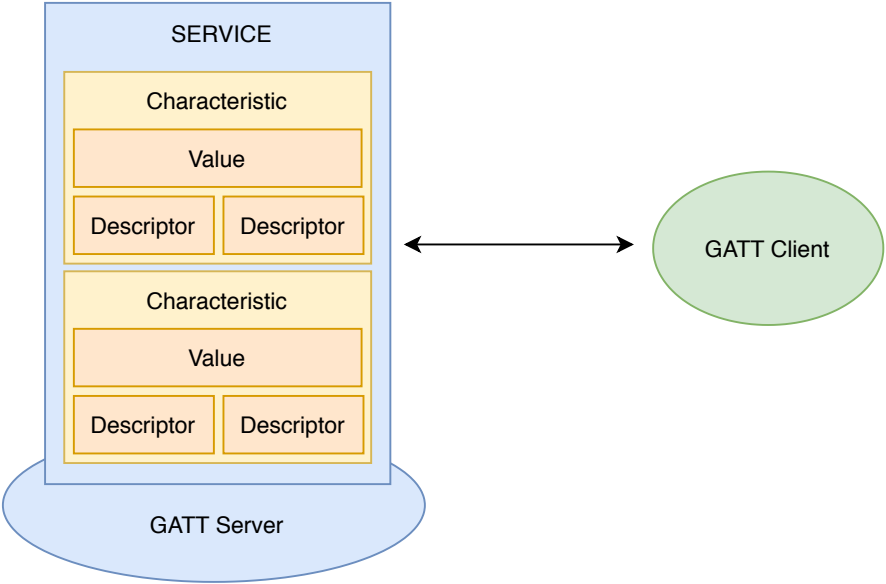 SERVICE
Characteristic
Value
Descriptor Descriptor
Characteristic
Value
Descriptor Descriptor
GATT Server
GATT Client